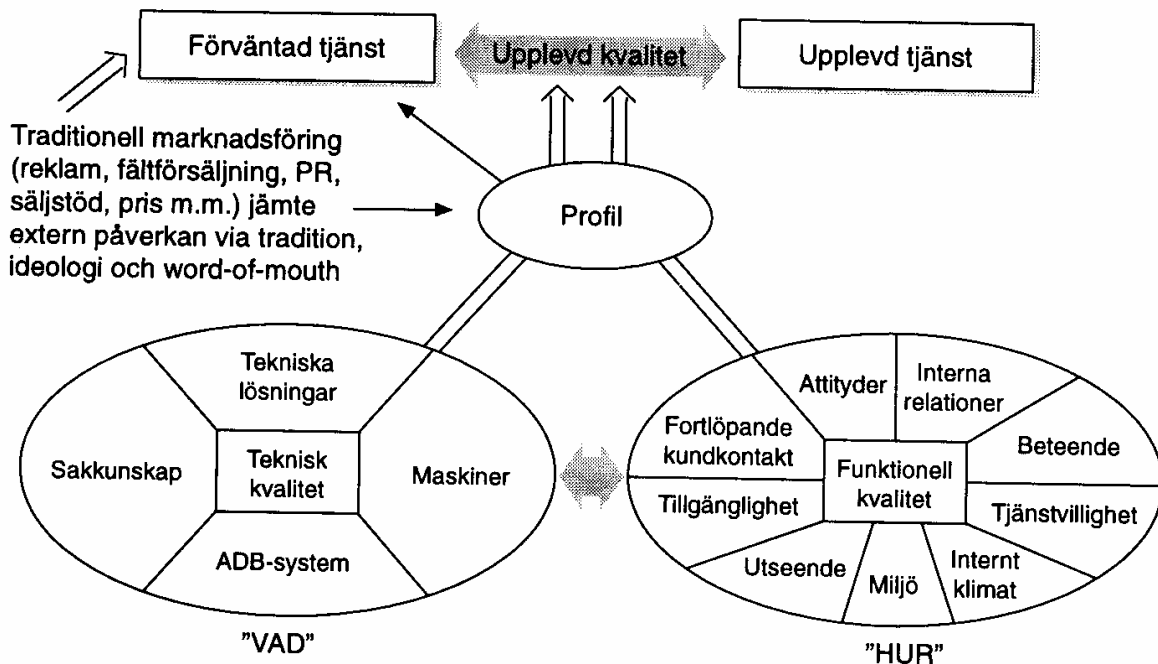 Förväntad tjänst
Upplevd kvalitet
Upplevd tjänst
Traditionell marknadsföring
(reklam, fältförsäljning, PR,
säljstöd, pris m.m.) jämte
extern påverkan via tradition,
ideologi och word-of-mouth
Profil
Tekniska
lösningar
Sakkunskap
Teknisk
kvalitet
Maskiner
ADB-system
"VAD"
Attityder
Interna
relationer
Fortlöpande
kundkontakt
Beteende
Funktionell
kvalitet
Tillgänglighet
Tjänstvillighet
Utseende
Miljö
Internt
klimat
"HUR"